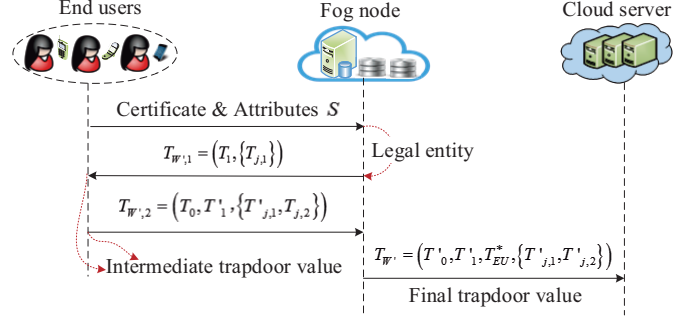 End users
Fog node
Cloud server
Certificate & Attributes S
Legal entity
T_{W',1} = (T_1, {T_{j,1}})
T_{W',2} = (T_0, T'_1, {T'_{j,1}, T_{j,2}})
Intermediate trapdoor value
T_{W'} = (T'_0, T'_1, T^*_{EU}, {T'_{j,1}, T'_{j,2}})
Final trapdoor value